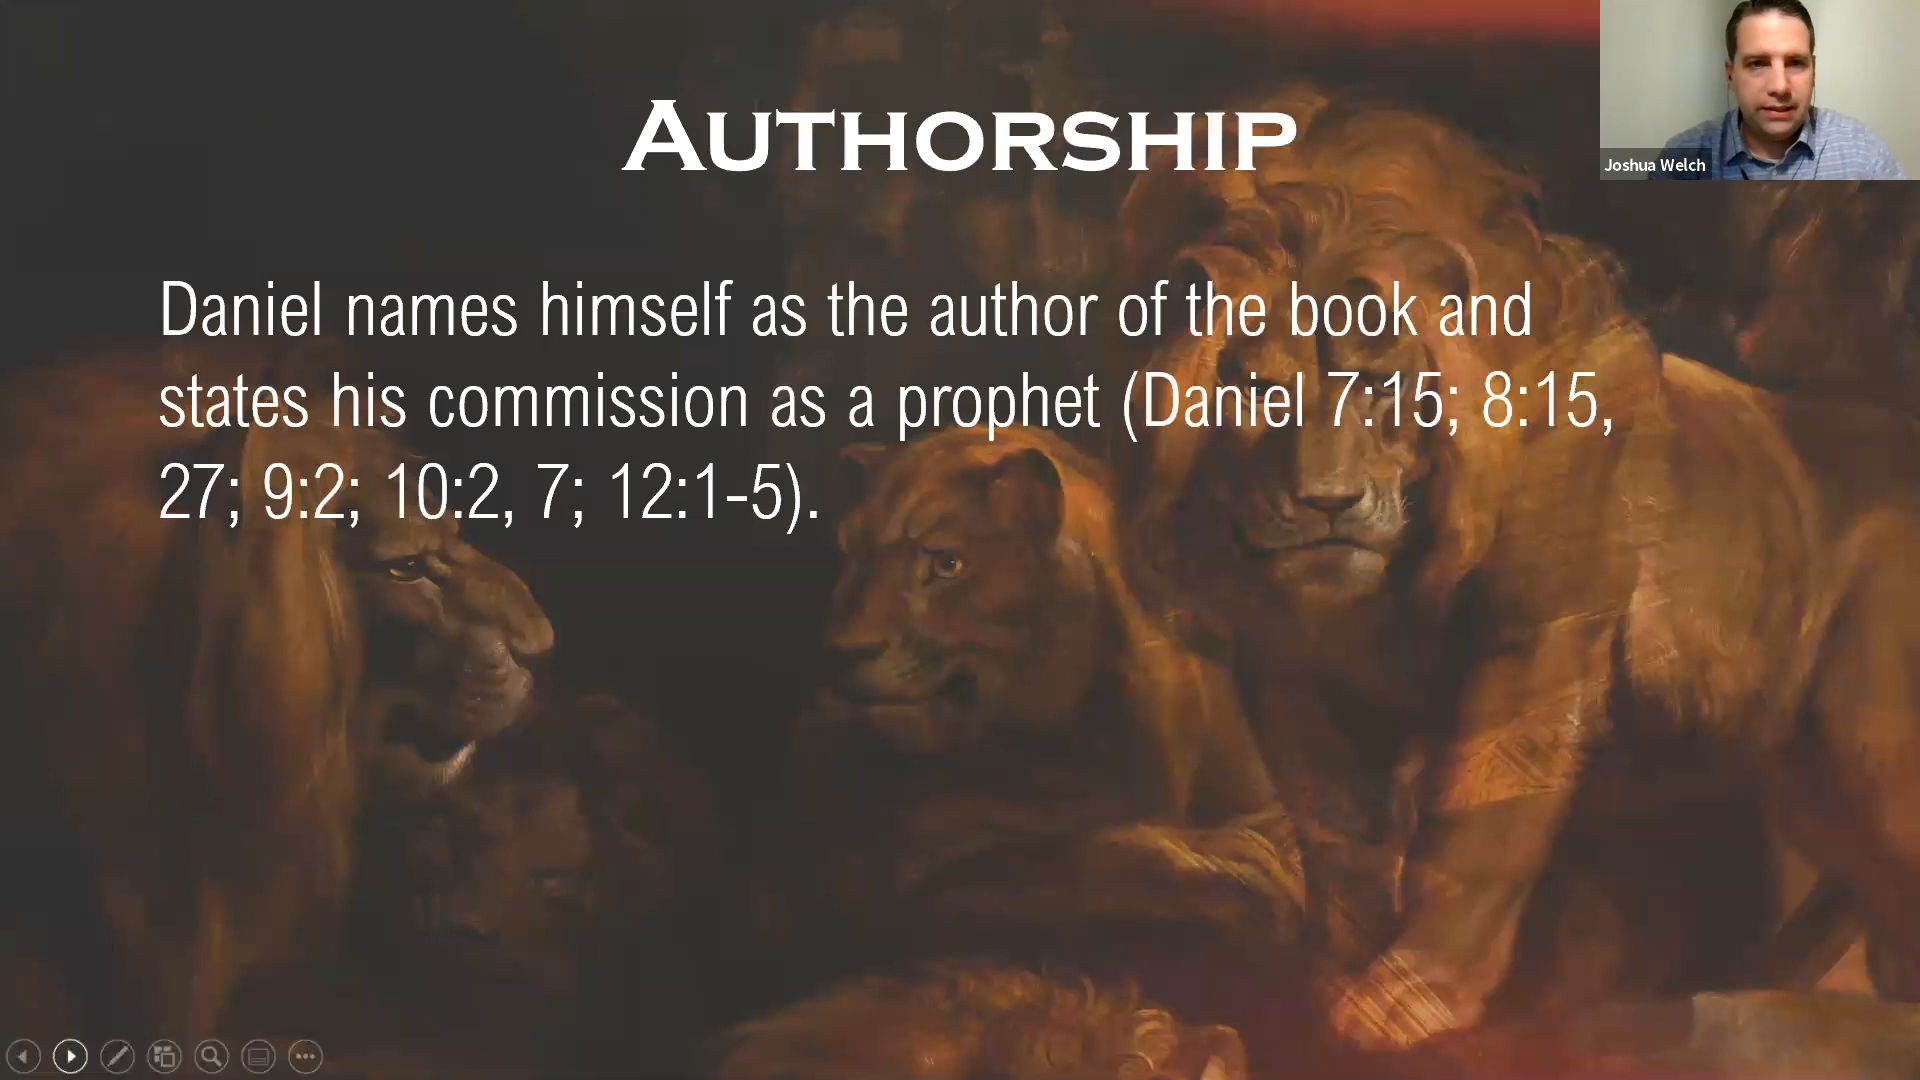 AUTHORSHIP
Joshua Welch
Daniel names himself as the author of the book and
states his commission as a prophet (Daniel 7:15; 8:15,
27; 9:2; 10:2, 7; 12:1-5).